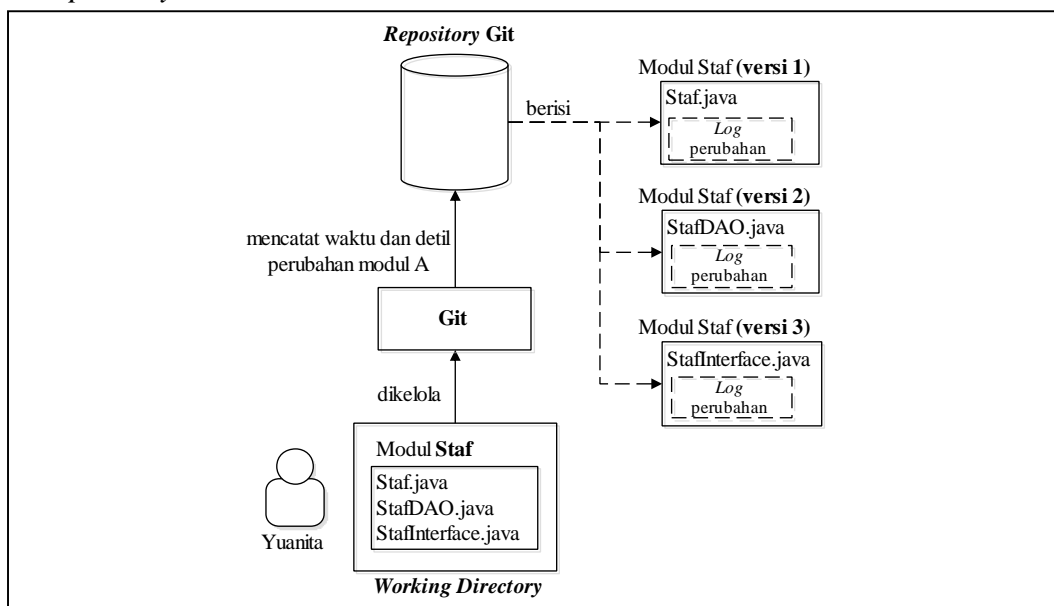 Repository Git
berisi
Modul Staf (versi 1)
Staf.java
Log
perubahan
Modul Staf (versi 2)
StafDAO.java
Log
perubahan
Modul Staf (versi 3)
StafInterface.java
Log
perubahan
mencatat waktu dan detil
perubahan modul A
Git
dikelola
Modul Staf
Staf.java
StafDAO.java
StafInterface.java
Yuanita
Working Directory